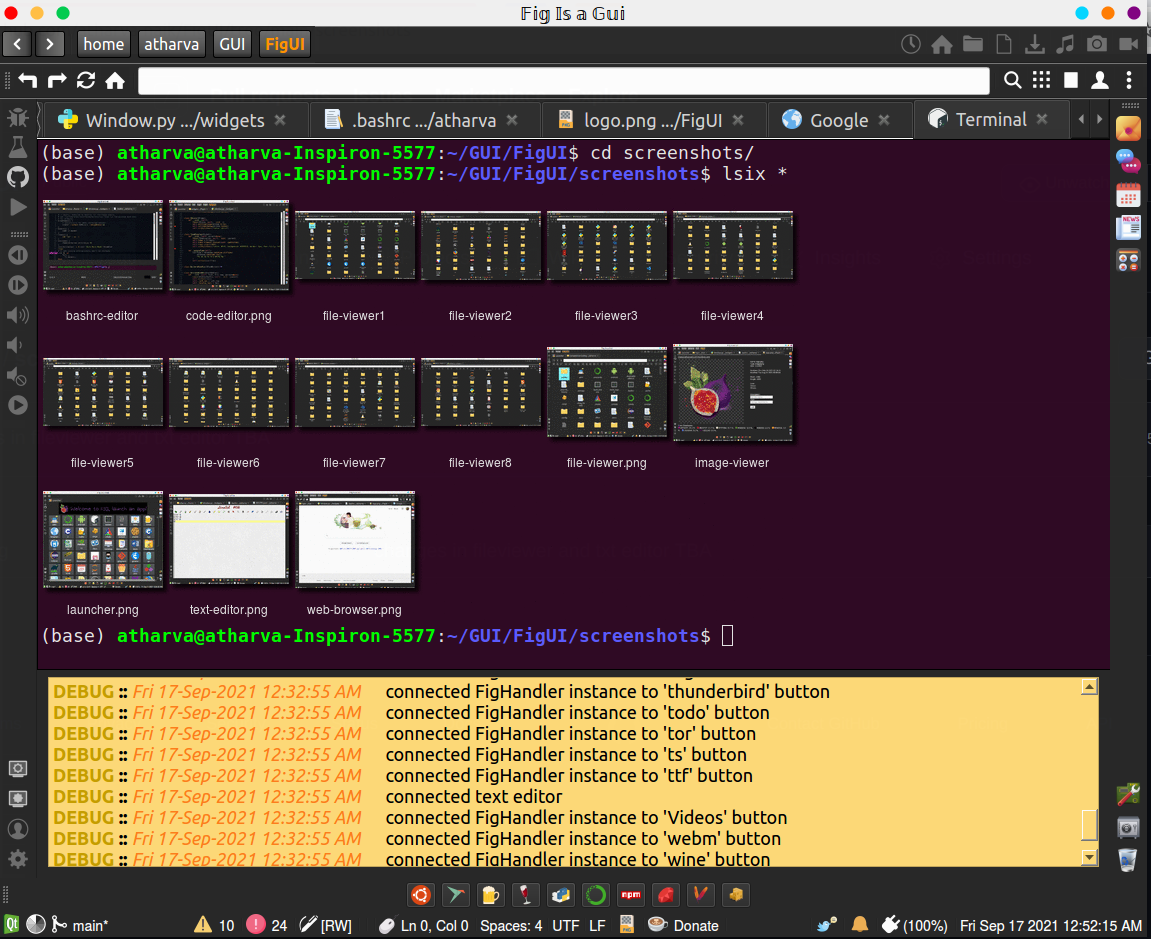 Fig Is a Gui
home atharva GUI FigUI
Window.py .../widgets .bashrc .../atharva logo.png .../FigUI Google Terminal
(base) atharva@atharva-Inspiron-5577:~/GUI/FigUI$ cd screenshots/
(base) atharva@atharva-Inspiron-5577:~/GUI/FigUI/screenshots$ lsix *
bashrc-editor code-editor.png file-viewer1 file-viewer2 file-viewer3 file-viewer4
file-viewer5 file-viewer6 file-viewer7 file-viewer8 file-viewer.png image-viewer
launcher.png text-editor.png web-browser.png
(base) atharva@atharva-Inspiron-5577:~/GUI/FigUI/screenshots$
NEWS
DEBUG :: Fri 17-Sep-2021 12:32:55 AM connected FigHandler instance to 'thunderbird' button
DEBUG :: Fri 17-Sep-2021 12:32:55 AM connected FigHandler instance to 'todo' button
DEBUG :: Fri 17-Sep-2021 12:32:55 AM connected FigHandler instance to 'tor' button
DEBUG :: Fri 17-Sep-2021 12:32:55 AM connected FigHandler instance to 'ts' button
DEBUG :: Fri 17-Sep-2021 12:32:55 AM connected FigHandler instance to 'ttf' button
DEBUG :: Fri 17-Sep-2021 12:32:55 AM connected text editor
DEBUG :: Fri 17-Sep-2021 12:32:55 AM connected FigHandler instance to 'Videos' button
DEBUG :: Fri 17-Sep-2021 12:32:55 AM connected FigHandler instance to 'webm' button
DEBUG :: Fri 17-Sep-2021 12:32:55 AM connected FigHandler instance to 'wine' button
npm
Qt main* 10 24 [RW] Ln 0, Col 0 Spaces: 4 UTF LF Donate (100%) Fri Sep 17 2021 12:52:15 AM